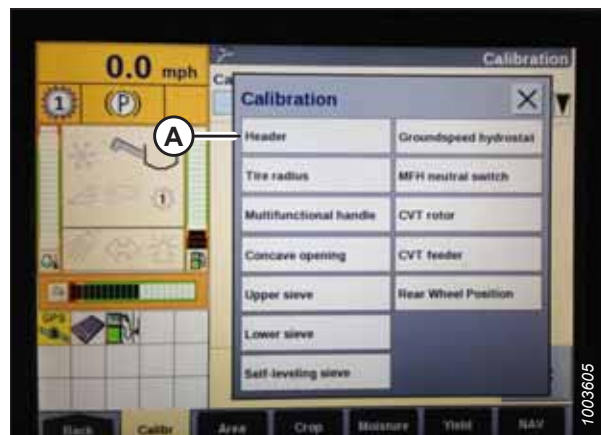 0.0 mph
Calibration
Ca
1
(P)
Calibration
A
Header
Groundspeed hydrostat
Tire radius
MFH neutral switch
1
Multifunctional handle
CVT rotor
Concave opening
CVT feeder
Upper sieve
Rear Wheel Position
GPS
Lower sieve
Self-leveling sieve
Back
Calibr
Area
Crop
Moisture
Yield
NAV
1003605